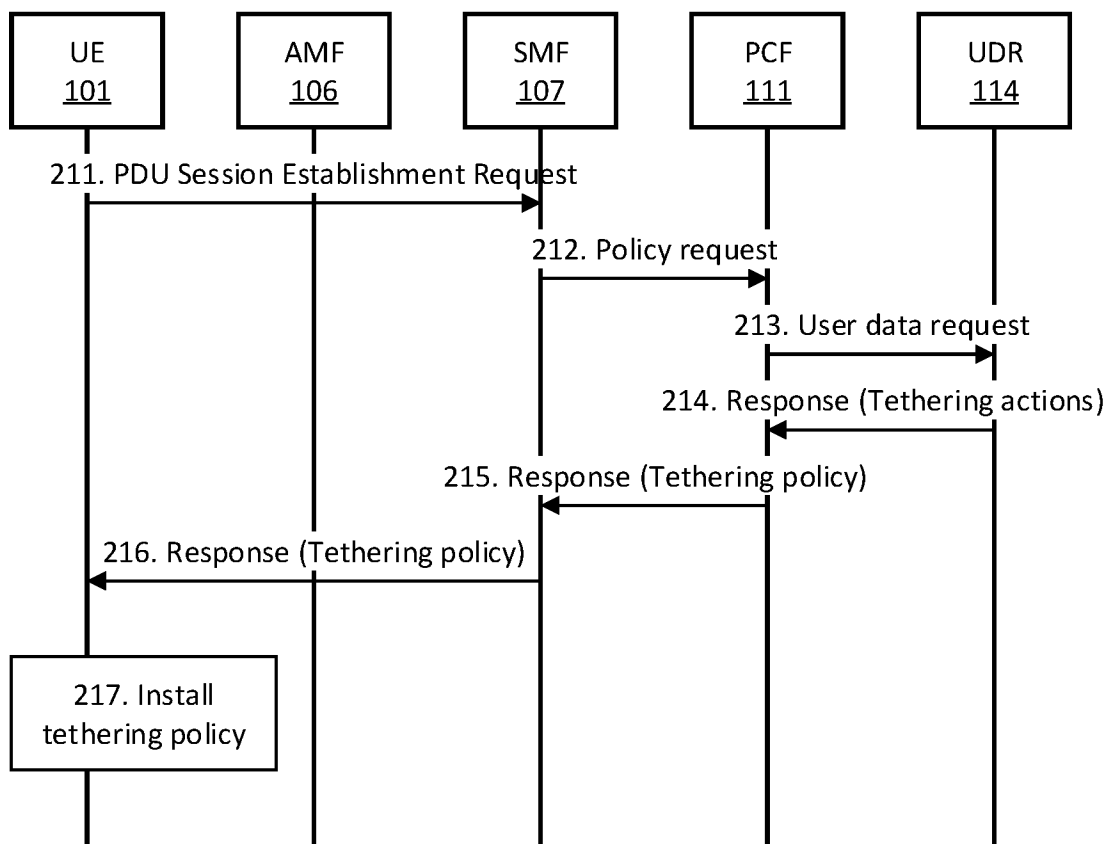 UE
101
AMF
106
SMF
107
PCF
111
UDR
114
211. PDU Session Establishment Request
212. Policy request
213. User data request
214. Response (Tethering actions)
215. Response (Tethering policy)
216. Response (Tethering policy)
217. Install
tethering policy